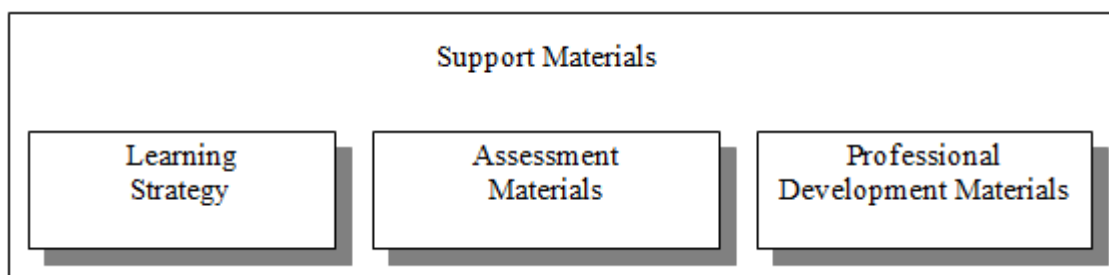 Support Materials
Learning
Strategy
Assessment
Materials
Professional
Development Materials